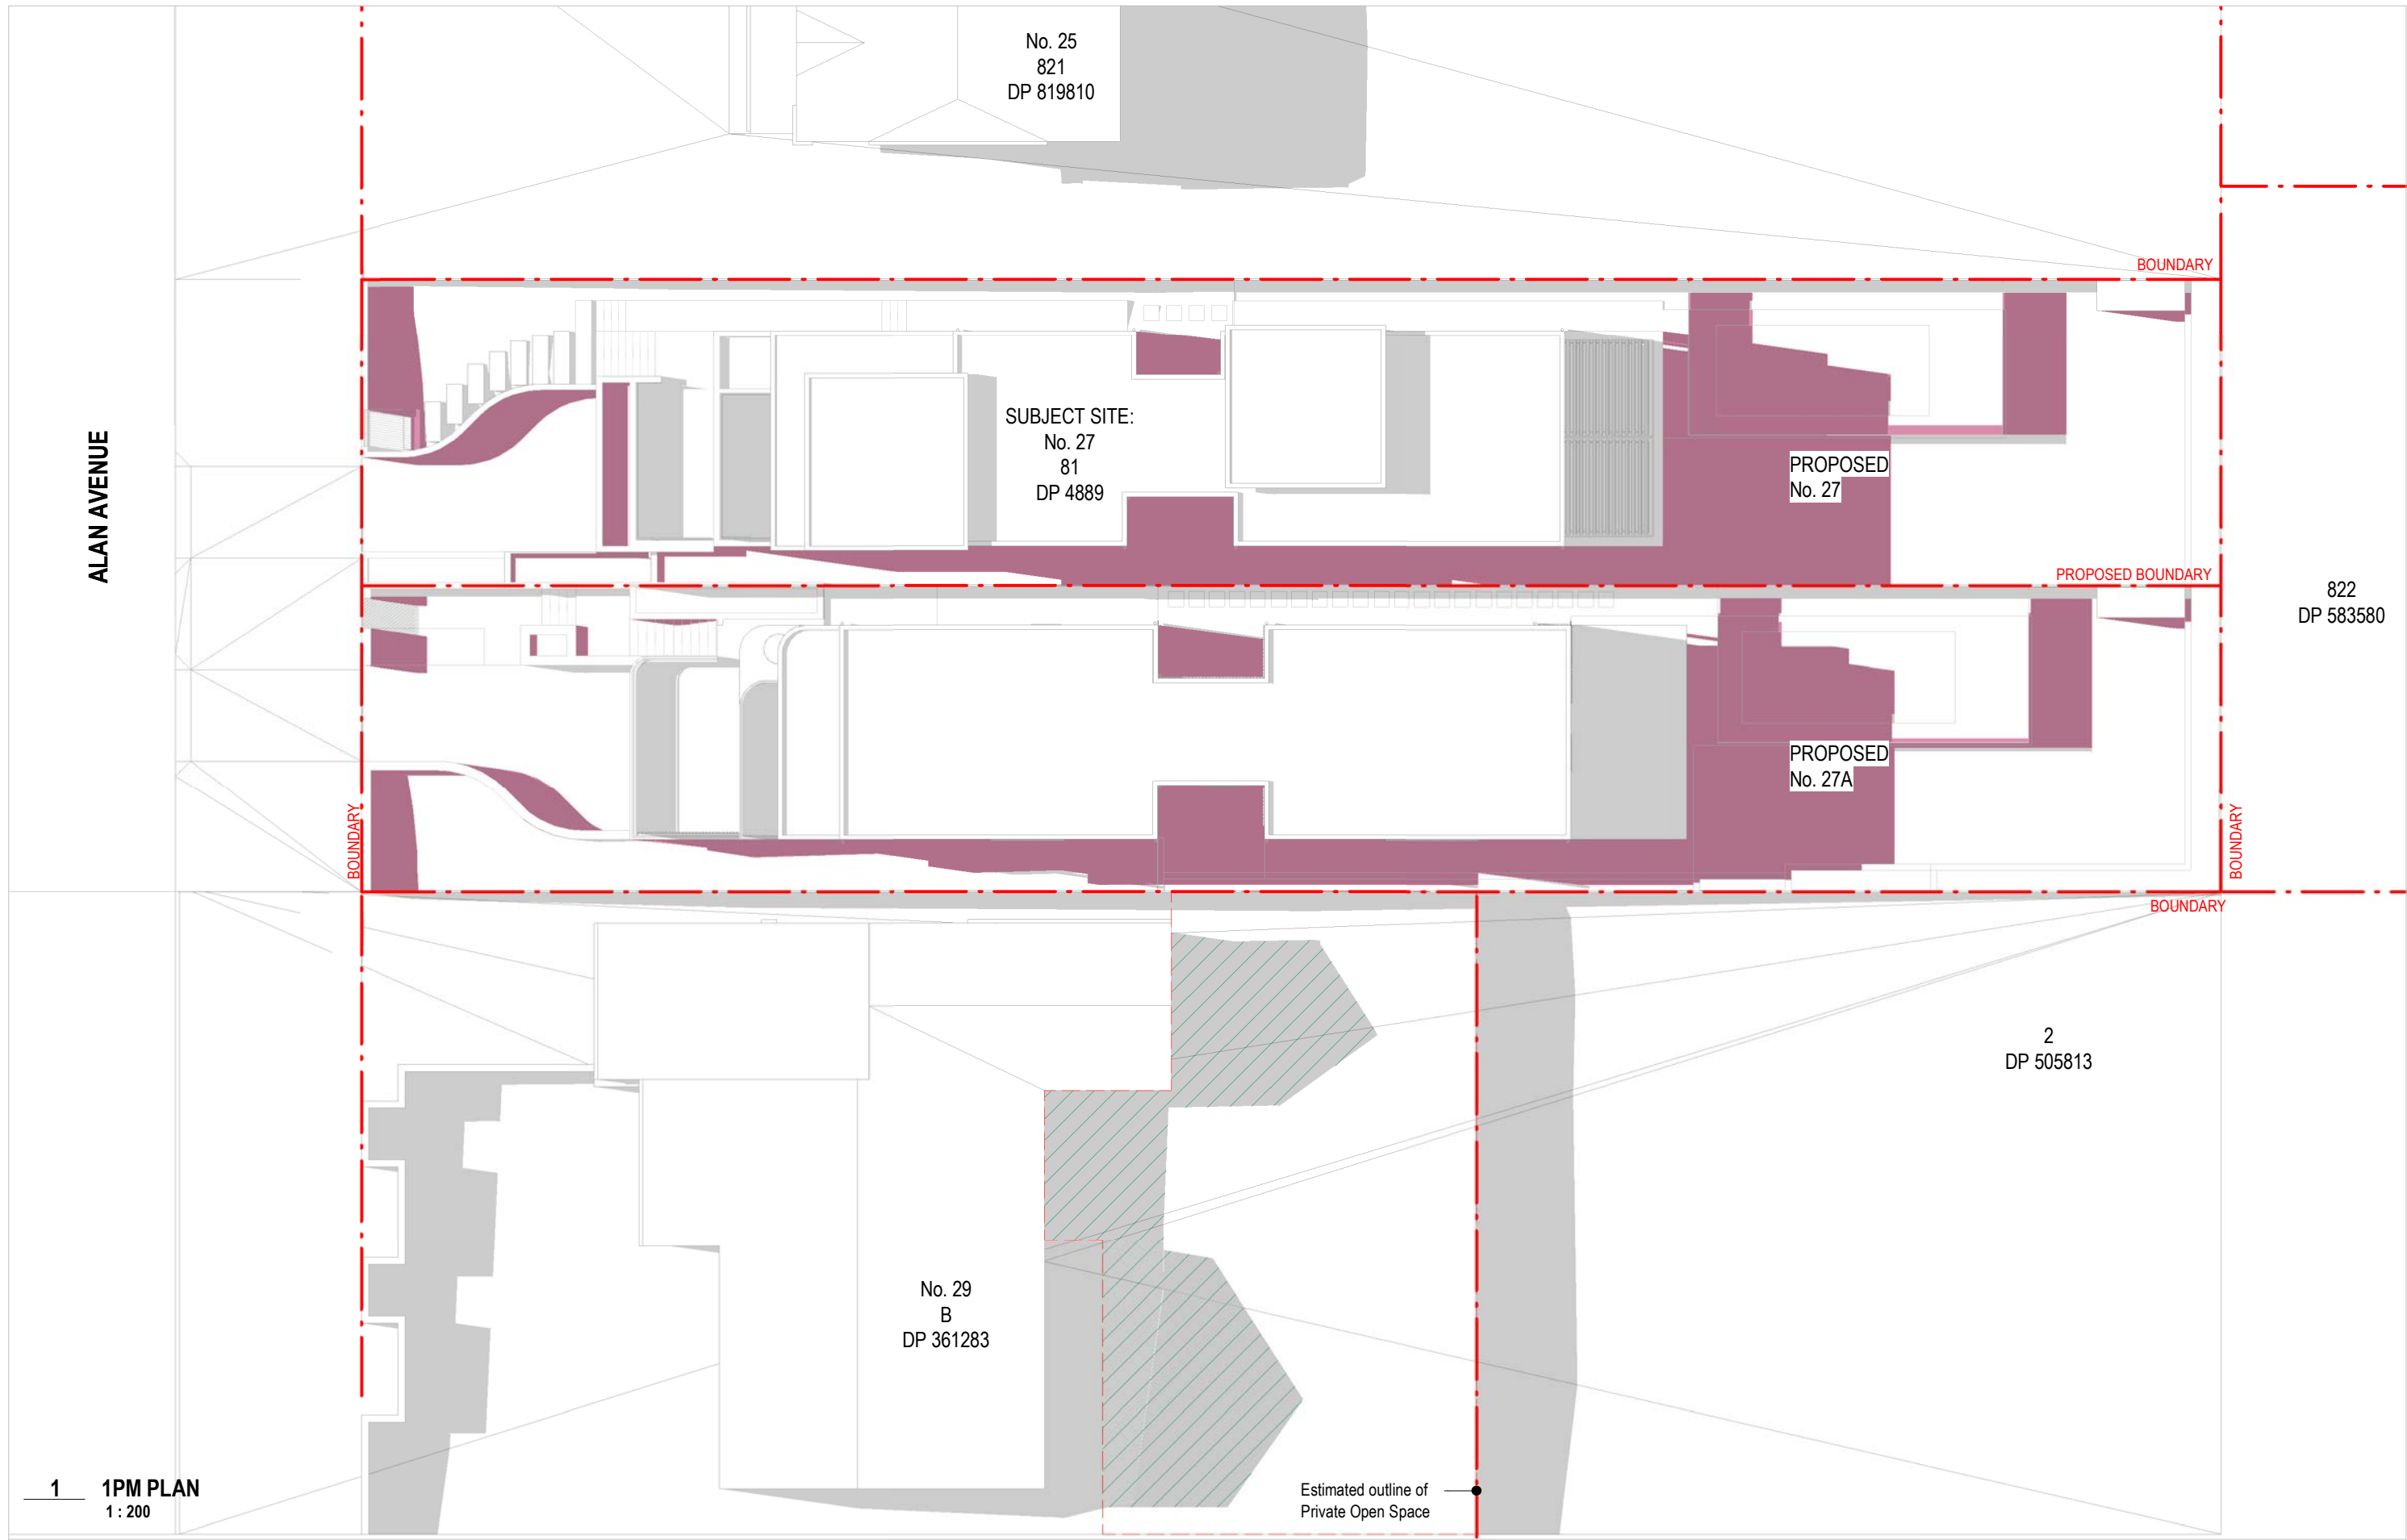 No. 25
821
DP 819810
BOUNDARY
ALAN AVENUE
SUBJECT SITE:
No. 27
81
DP 4889
PROPOSED
No. 27
PROPOSED BOUNDARY
822
DP 583580
PROPOSED
No. 27A
BOUNDARY
BOUNDARY
BOUNDARY
2
DP 505813
No. 29
B
DP 361283
Estimated outline of
Private Open Space
1 1PM PLAN
1 : 200